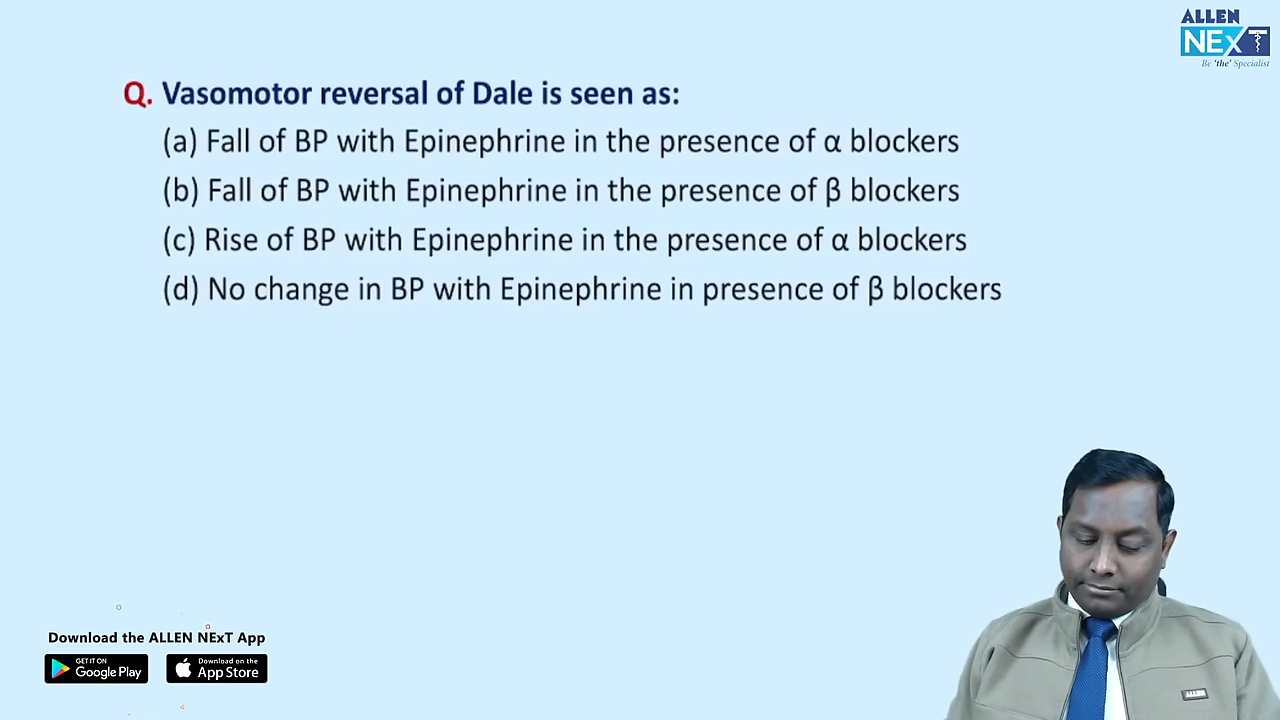 ALLEN
NExT
Be 'the' Specialist
Q. Vasomotor reversal of Dale is seen as:
(a) Fall of BP with Epinephrine in the presence of α blockers
(b) Fall of BP with Epinephrine in the presence of β blockers
(c) Rise of BP with Epinephrine in the presence of α blockers
(d) No change in BP with Epinephrine in presence of β blockers
Download the ALLEN NExT App
GET IT ON
Google Play
Download on the
App Store
ALLEN